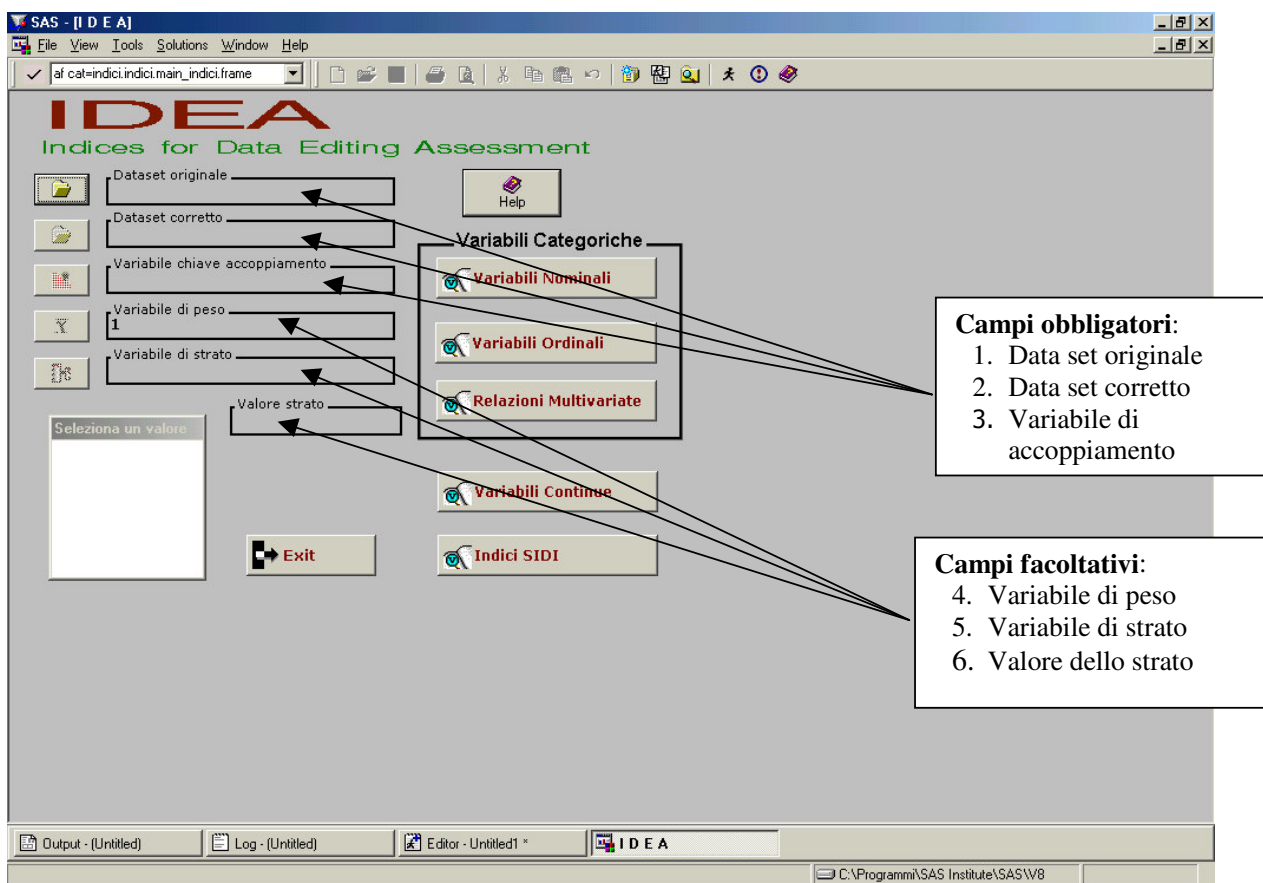 SAS - [I D E A]
File View Tools Solutions Window Help
af cat=indici.indici.main_indici.frame
IDEA
Indices for Data Editing Assessment
Dataset originale
Dataset corretto
Variabile chiave accoppiamento
Variabile di peso
1
Variabile di strato
Valore strato
Seleziona un valore
Exit
Help
Variabili Categoriche
Variabili Nominali
Variabili Ordinali
Relazioni Multivariate
Variabili Continue
Indici SIDI
Campi obbligatori:
1. Data set originale
2. Data set corretto
3. Variabile di
accoppiamento
Campi facoltativi:
4. Variabile di peso
5. Variabile di strato
6. Valore dello strato
Output - (Untitled) Log - (Untitled) Editor - Untitled1 * I D E A
C:\Programmi\SAS Institute\SAS\V8